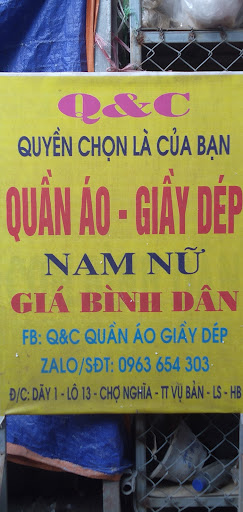 Q&C
QUYỀN CHỌN LÀ CỦA BẠN
QUẦN ÁO - GIẦY DÉP
NAM NỮ
GIÁ BÌNH DÂN
FB: Q&C QUẦN ÁO GIẦY DÉP
ZALO/SĐT: 0963 654 303
Đ/C: DÃY 1 - LÔ 13 - CHỢ NGHĨA - TT VỤ BẢN - LS - HB